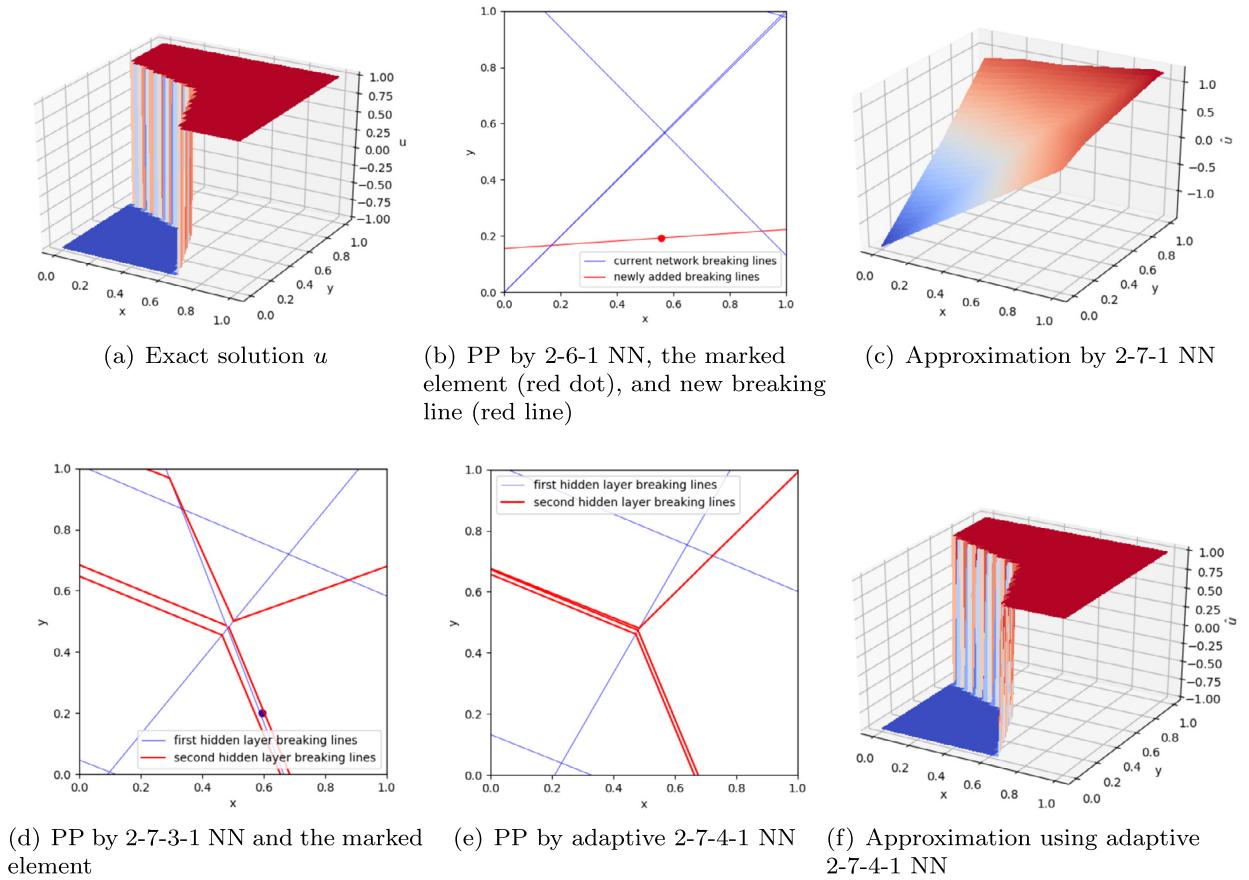 1.00
0.75
0.50
0.25
0.00
−0.25
−0.50
−0.75
−1.00
u
0.0
0.2
0.4
0.6
0.8
1.0
x
0.0
0.2
0.4
0.6
0.8
1.0
y
(a) Exact solution u
1.0
0.8
0.6
0.4
0.2
0.0
y
current network breaking lines
newly added breaking lines
0.0 0.2 0.4 0.6 0.8 1.0
x
(b) PP by 2-6-1 NN, the marked
element (red dot), and new breaking
line (red line)
1.0
0.5
0.0
−0.5
−1.0
û
0.0
0.2
0.4
0.6
0.8
1.0
x
0.0
0.2
0.4
0.6
0.8
1.0
y
(c) Approximation by 2-7-1 NN
1.0
0.8
0.6
0.4
0.2
0.0
y
first hidden layer breaking lines
second hidden layer breaking lines
0.0 0.2 0.4 0.6 0.8 1.0
x
(d) PP by 2-7-3-1 NN and the marked
element
1.0
0.8
0.6
0.4
0.2
0.0
y
first hidden layer breaking lines
second hidden layer breaking lines
0.0 0.2 0.4 0.6 0.8 1.0
x
(e) PP by adaptive 2-7-4-1 NN
1.00
0.75
0.50
0.25
0.00
−0.25
−0.50
−0.75
−1.00
û
0.0
0.2
0.4
0.6
0.8
1.0
x
0.0
0.2
0.4
0.6
0.8
1.0
y
(f) Approximation using adaptive
2-7-4-1 NN